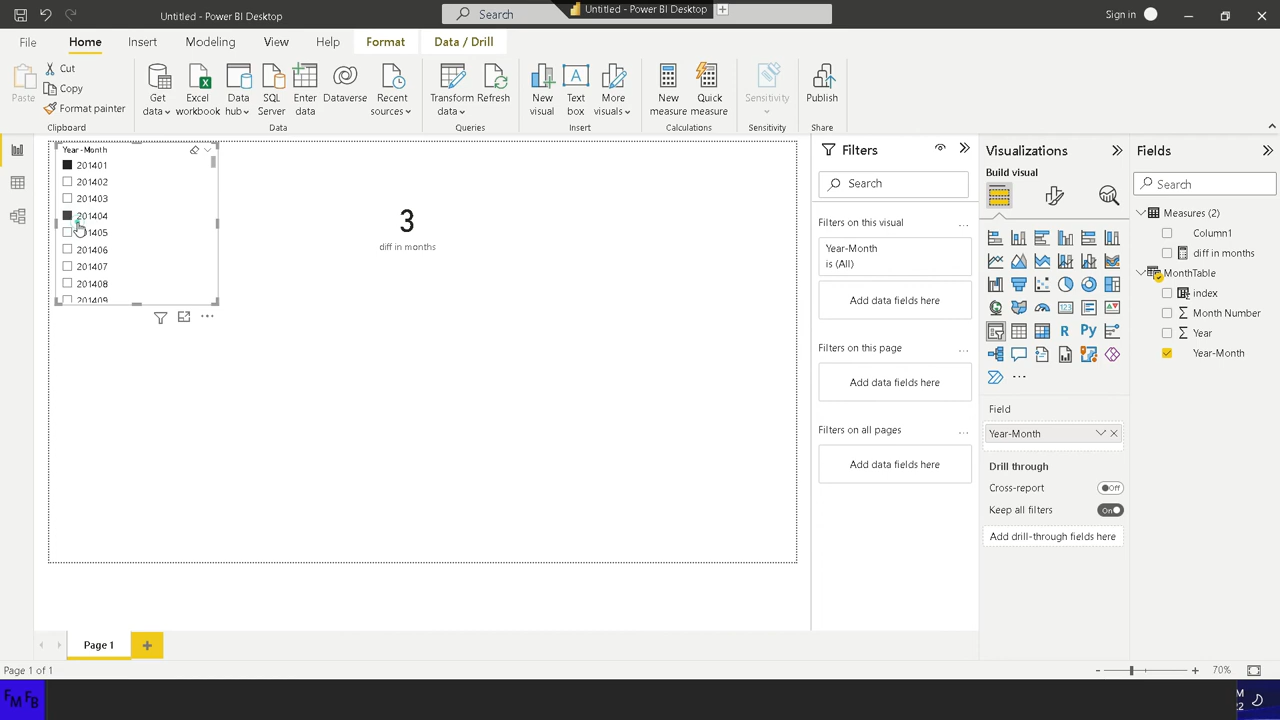 Untitled - Power BI Desktop
Search
Untitled - Power BI Desktop
Sign in
File
Home
Insert
Modeling
View
Help
Format
Data / Drill
Paste
Cut
Copy
Format painter
Clipboard
Get data
Excel workbook
Data hub
SQL Server
Enter data
Dataverse
Recent sources
Data
Transform data
Refresh
Queries
New visual
Text box
More visuals
Insert
New measure
Quick measure
Calculations
Sensitivity
Sensitivity
Publish
Share
Year-Month
201401
201402
201403
201404
201405
201406
201407
201408
201409
3
diff in months
Filters
Search
Filters on this visual
Year-Month
is (All)
Add data fields here
Filters on this page
Add data fields here
Filters on all pages
Add data fields here
Visualizations
Build visual
Field
Year-Month
Drill through
Cross-report
Off
Keep all filters
On
Add drill-through fields here
Fields
Search
Measures (2)
Column1
diff in months
MonthTable
index
Month Number
Year
Year-Month
Page 1
Page 1 of 1
70%